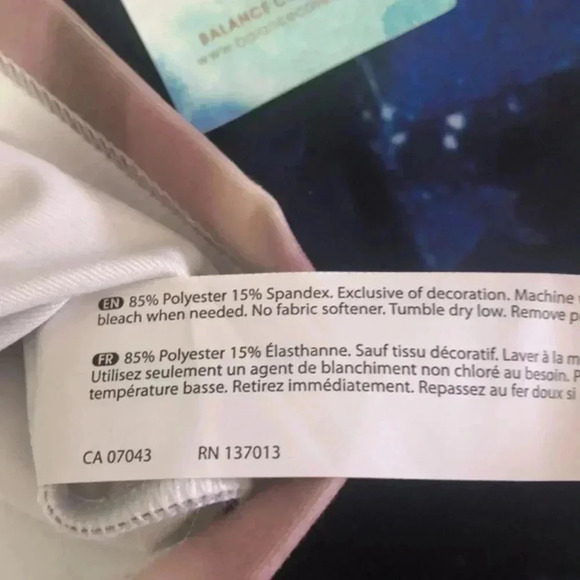 BALANCE C
www.balancecolle
EN 85% Polyester 15% Spandex. Exclusive of decoration. Machine
bleach when needed. No fabric softener. Tumble dry low. Remove p
FR 85% Polyester 15% Élasthanne. Sauf tissu décoratif. Laver à la m
Utilisez seulement un agent de blanchiment non chloré au besoin. P
température basse. Retirez immédiatement. Repassez au fer doux si
CA 07043 RN 137013